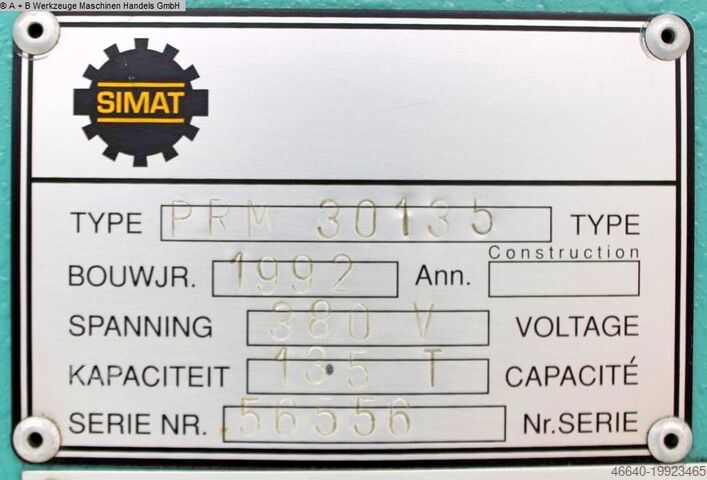 © A + B Werkzeuge Maschinen Handels GmbH
SIMAT
TYPE PRM 30135 TYPE
BOUWJR. 1992 Ann. Construction
SPANNING 380 V VOLTAGE
KAPACITEIT 135 T CAPACITÉ
SERIE NR. 56556 Nr.SERIE
46640-19923465